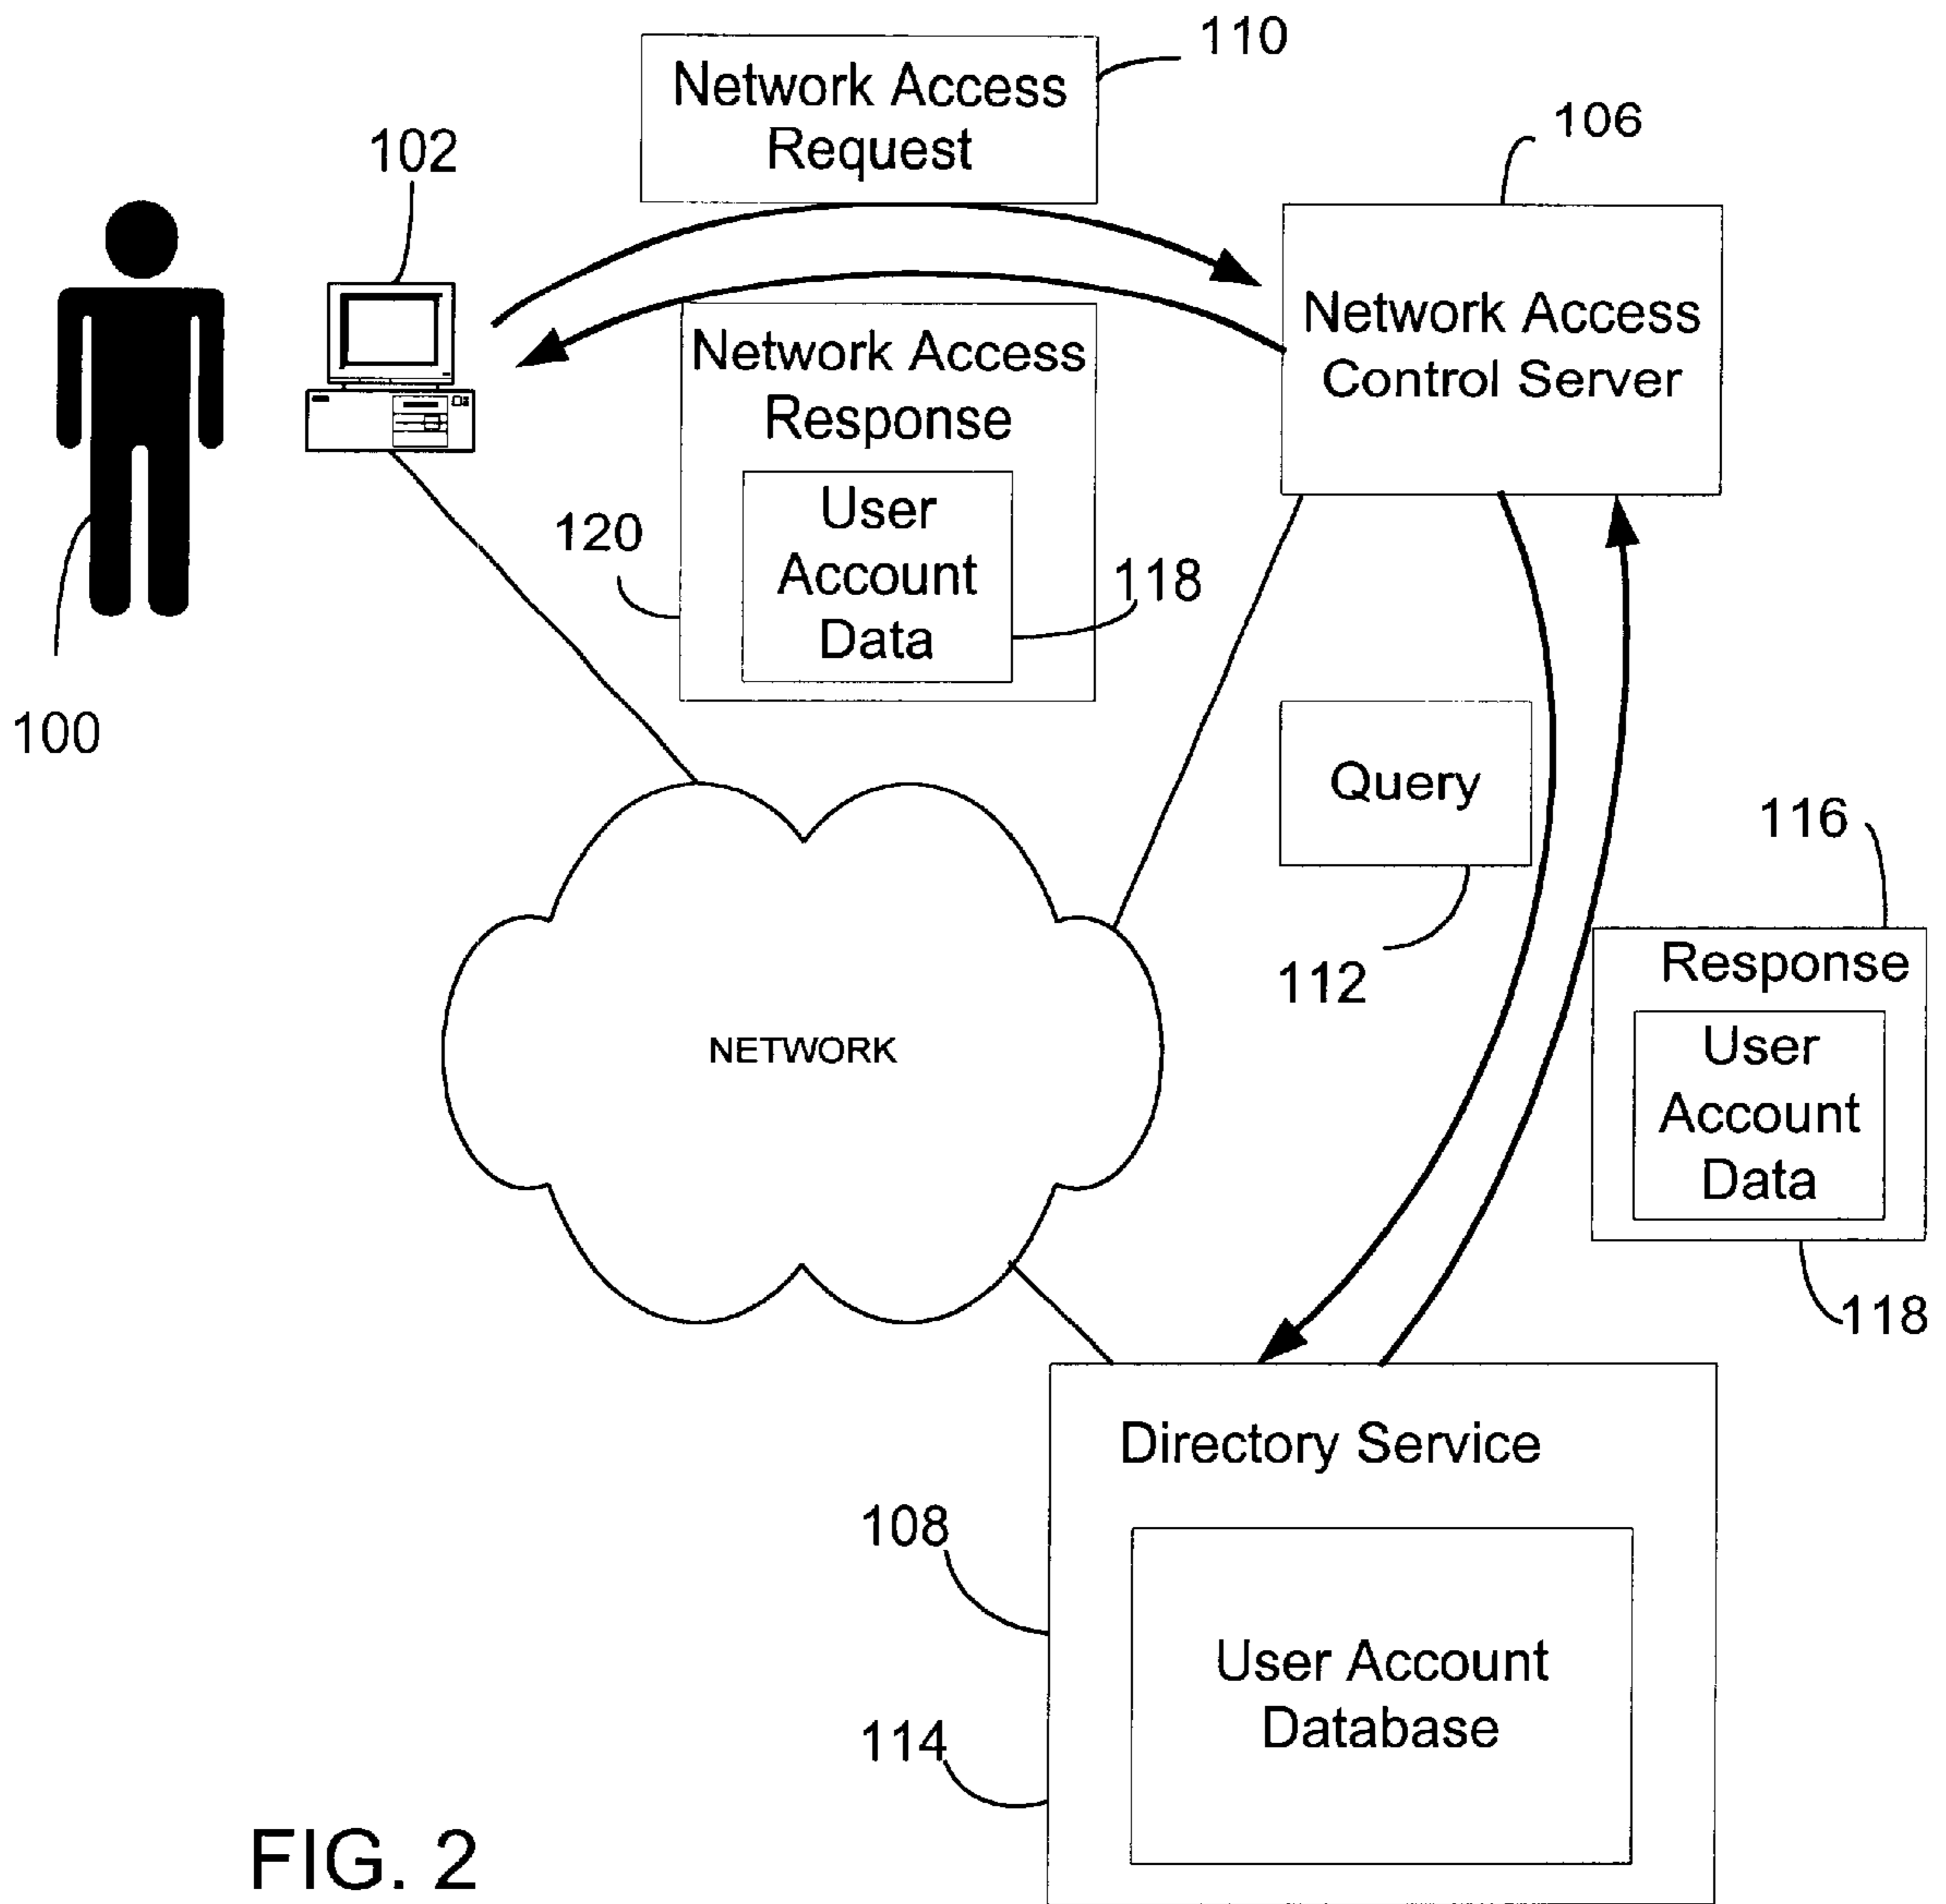 110
Network Access
Request
106
102
Network Access
Control Server
Network Access
Response
User
Account
Data
120
118
100
Query
116
112
Response
User
Account
Data
118
NETWORK
Directory Service
108
User Account
Database
114
FIG. 2